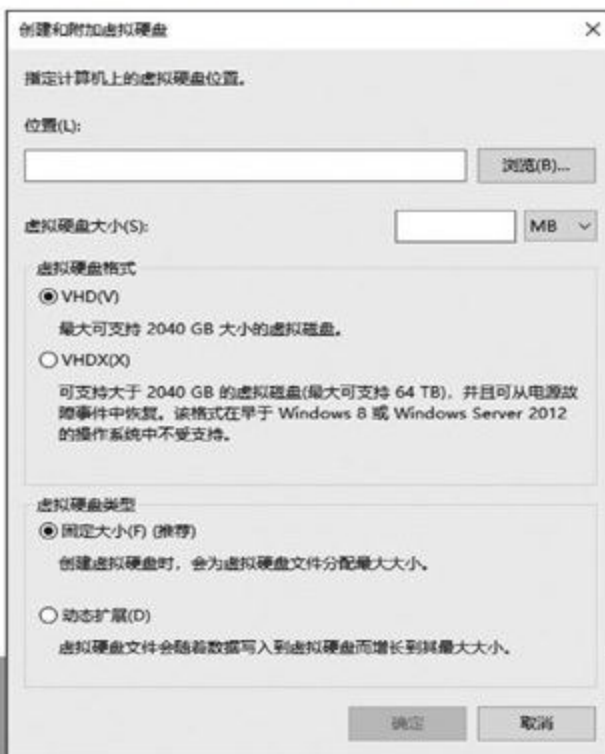 创建和附加虚拟硬盘
指定计算机上的虚拟硬盘位置。
位置(L):
浏览(B)...
虚拟硬盘大小(S):
MB
虚拟硬盘格式
VHD(V)
最大可支持 2040 GB 大小的虚拟磁盘。
VHDX(X)
可支持大于 2040 GB 的虚拟磁盘(最大可支持 64 TB)，并且可从电源故
障事件中恢复。该格式在早于 Windows 8 或 Windows Server 2012
的操作系统中不受支持。
虚拟硬盘类型
固定大小(F) (推荐)
创建虚拟硬盘时，会为虚拟硬盘文件分配最大大小。
动态扩展(D)
虚拟硬盘文件会随着数据写入到虚拟硬盘而增长到其最大大小。
确定
取消